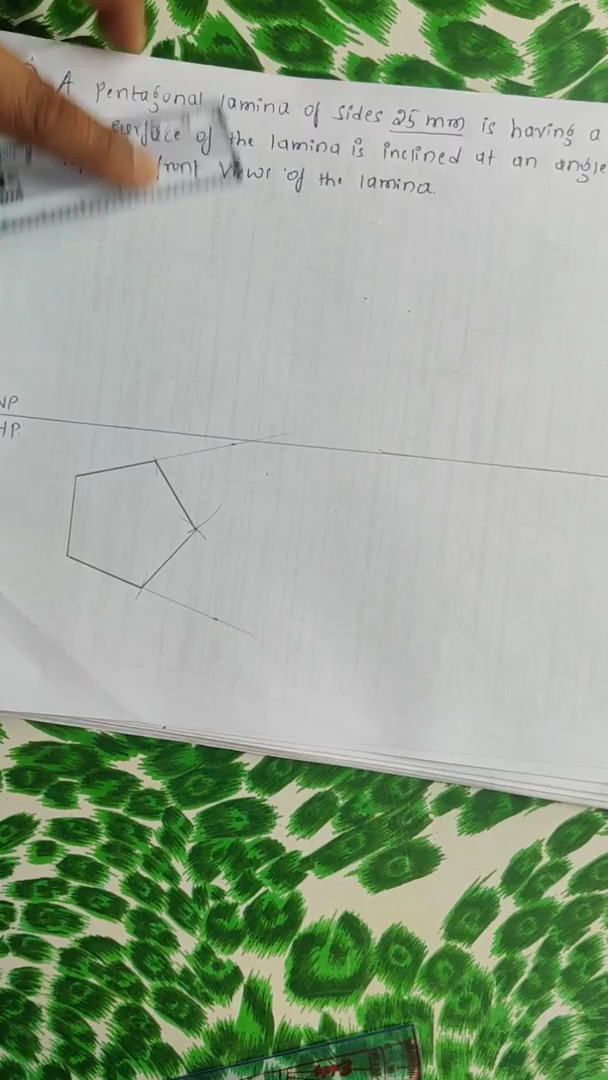 A Pentagonal lamina of sides 25 mm is having a
surface of the lamina is inclined at an angle
front views of the lamina.
VP
HP.